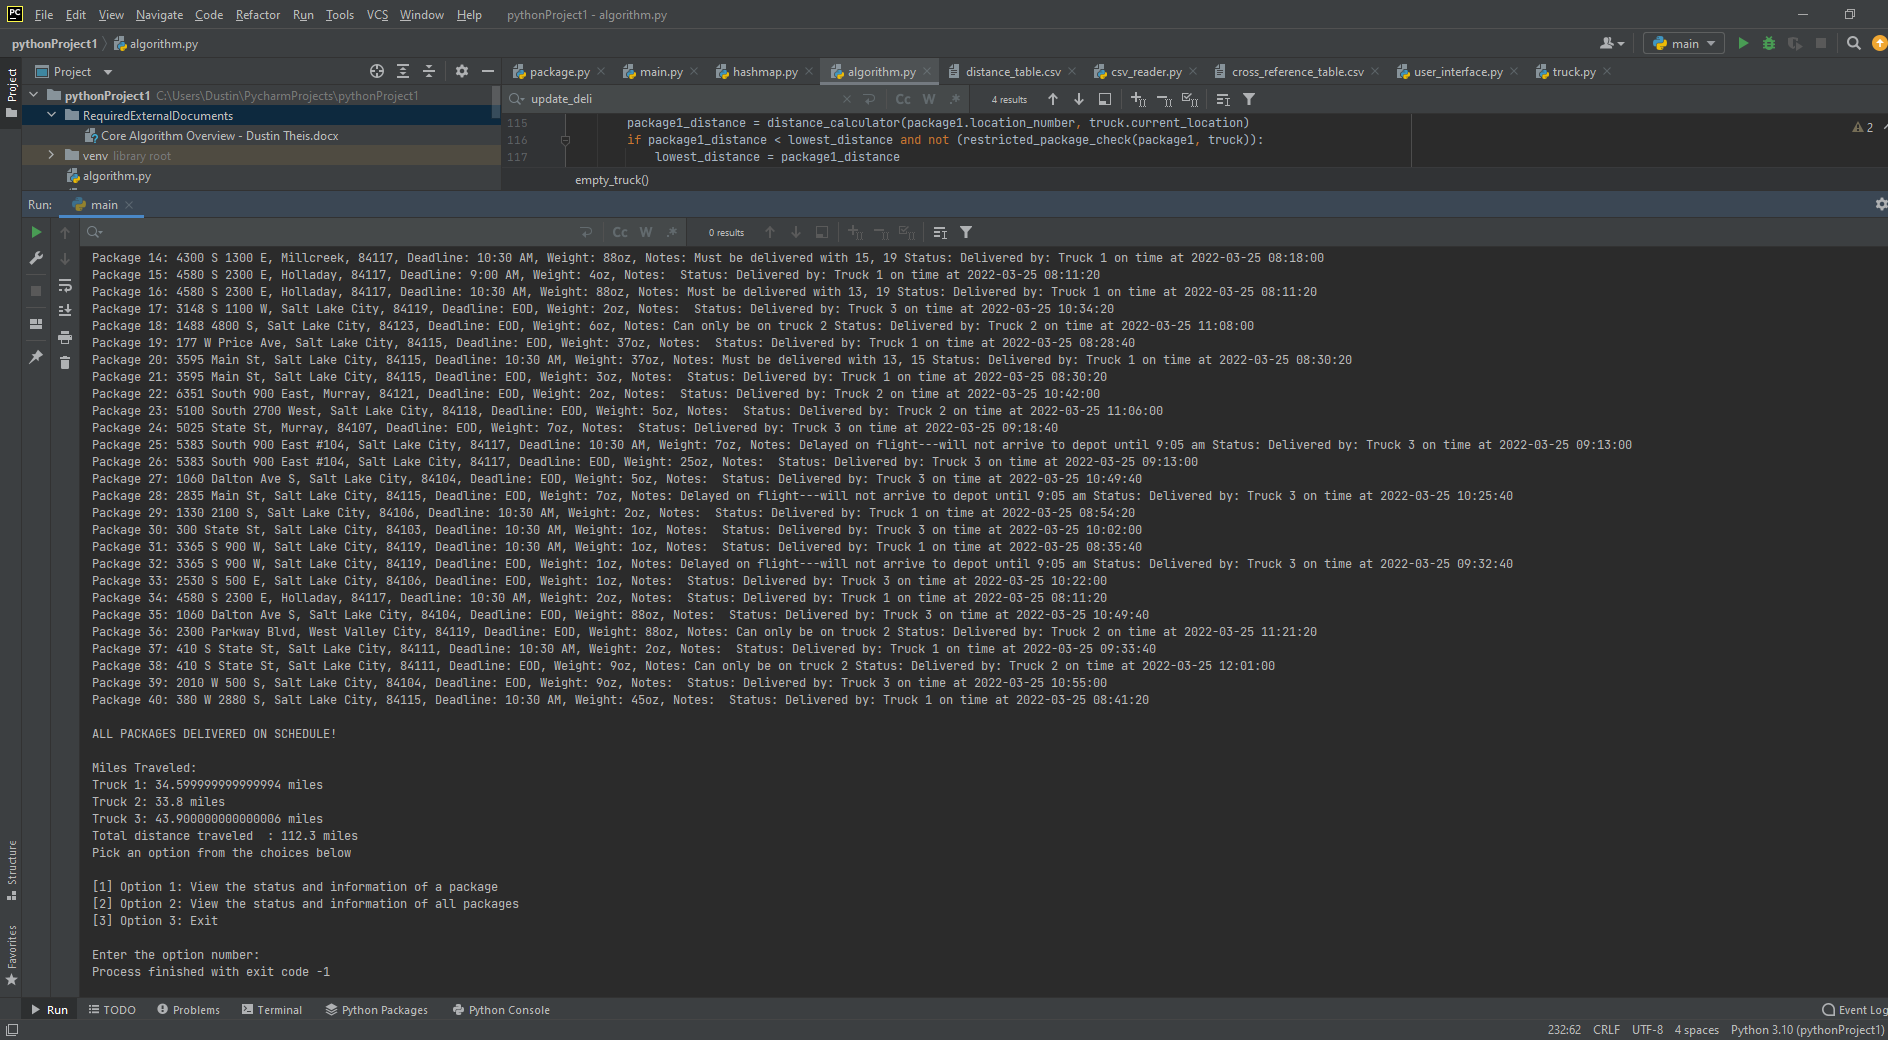 PC File Edit View Navigate Code Refactor Run Tools VCS Window Help pythonProject1 - algorithm.py
pythonProject1 algorithm.py main
Project package.py main.py hashmap.py algorithm.py distance_table.csv csv_reader.py cross_reference_table.csv user_interface.py truck.py
Project
pythonProject1 C:\Users\Dustin\PycharmProjects\pythonProject1
RequiredExternalDocuments
Core Algorithm Overview - Dustin Theis.docx
venv library root
algorithm.py
update_deli Cc W .* 4 results
115 package1_distance = distance_calculator(package1.location_number, truck.current_location)
116 if package1_distance < lowest_distance and not (restricted_package_check(package1, truck)):
117 lowest_distance = package1_distance
2
empty_truck()
Run: main
Cc W .* 0 results
Package 14: 4300 S 1300 E, Millcreek, 84117, Deadline: 10:30 AM, Weight: 88oz, Notes: Must be delivered with 15, 19 Status: Delivered by: Truck 1 on time at 2022-03-25 08:18:00
Package 15: 4580 S 2300 E, Holladay, 84117, Deadline: 9:00 AM, Weight: 4oz, Notes:  Status: Delivered by: Truck 1 on time at 2022-03-25 08:11:20
Package 16: 4580 S 2300 E, Holladay, 84117, Deadline: 10:30 AM, Weight: 88oz, Notes: Must be delivered with 13, 19 Status: Delivered by: Truck 1 on time at 2022-03-25 08:11:20
Package 17: 3148 S 1100 W, Salt Lake City, 84119, Deadline: EOD, Weight: 2oz, Notes:  Status: Delivered by: Truck 3 on time at 2022-03-25 10:34:20
Package 18: 1488 4800 S, Salt Lake City, 84123, Deadline: EOD, Weight: 6oz, Notes: Can only be on truck 2 Status: Delivered by: Truck 2 on time at 2022-03-25 11:08:00
Package 19: 177 W Price Ave, Salt Lake City, 84115, Deadline: EOD, Weight: 37oz, Notes:  Status: Delivered by: Truck 1 on time at 2022-03-25 08:28:40
Package 20: 3595 Main St, Salt Lake City, 84115, Deadline: 10:30 AM, Weight: 37oz, Notes: Must be delivered with 13, 15 Status: Delivered by: Truck 1 on time at 2022-03-25 08:30:20
Package 21: 3595 Main St, Salt Lake City, 84115, Deadline: EOD, Weight: 3oz, Notes:  Status: Delivered by: Truck 1 on time at 2022-03-25 08:30:20
Package 22: 6351 South 900 East, Murray, 84121, Deadline: EOD, Weight: 2oz, Notes:  Status: Delivered by: Truck 2 on time at 2022-03-25 10:42:00
Package 23: 5100 South 2700 West, Salt Lake City, 84118, Deadline: EOD, Weight: 5oz, Notes:  Status: Delivered by: Truck 2 on time at 2022-03-25 11:06:00
Package 24: 5025 State St, Murray, 84107, Deadline: EOD, Weight: 7oz, Notes:  Status: Delivered by: Truck 3 on time at 2022-03-25 09:18:40
Package 25: 5383 South 900 East #104, Salt Lake City, 84117, Deadline: 10:30 AM, Weight: 7oz, Notes: Delayed on flight---will not arrive to depot until 9:05 am Status: Delivered by: Truck 3 on time at 2022-03-25 09:13:00
Package 26: 5383 South 900 East #104, Salt Lake City, 84117, Deadline: EOD, Weight: 25oz, Notes:  Status: Delivered by: Truck 3 on time at 2022-03-25 09:13:00
Package 27: 1060 Dalton Ave S, Salt Lake City, 84104, Deadline: EOD, Weight: 5oz, Notes:  Status: Delivered by: Truck 3 on time at 2022-03-25 10:49:40
Package 28: 2835 Main St, Salt Lake City, 84115, Deadline: EOD, Weight: 7oz, Notes: Delayed on flight---will not arrive to depot until 9:05 am Status: Delivered by: Truck 3 on time at 2022-03-25 10:25:40
Package 29: 1330 2100 S, Salt Lake City, 84106, Deadline: 10:30 AM, Weight: 2oz, Notes:  Status: Delivered by: Truck 1 on time at 2022-03-25 08:54:20
Package 30: 300 State St, Salt Lake City, 84103, Deadline: 10:30 AM, Weight: 1oz, Notes:  Status: Delivered by: Truck 3 on time at 2022-03-25 10:02:00
Package 31: 3365 S 900 W, Salt Lake City, 84119, Deadline: 10:30 AM, Weight: 1oz, Notes:  Status: Delivered by: Truck 1 on time at 2022-03-25 08:35:40
Package 32: 3365 S 900 W, Salt Lake City, 84119, Deadline: EOD, Weight: 1oz, Notes: Delayed on flight---will not arrive to depot until 9:05 am Status: Delivered by: Truck 3 on time at 2022-03-25 09:32:40
Package 33: 2530 S 500 E, Salt Lake City, 84106, Deadline: EOD, Weight: 1oz, Notes:  Status: Delivered by: Truck 3 on time at 2022-03-25 10:22:00
Package 34: 4580 S 2300 E, Holladay, 84117, Deadline: 10:30 AM, Weight: 2oz, Notes:  Status: Delivered by: Truck 1 on time at 2022-03-25 08:11:20
Package 35: 1060 Dalton Ave S, Salt Lake City, 84104, Deadline: EOD, Weight: 88oz, Notes:  Status: Delivered by: Truck 3 on time at 2022-03-25 10:49:40
Package 36: 2300 Parkway Blvd, West Valley City, 84119, Deadline: EOD, Weight: 88oz, Notes: Can only be on truck 2 Status: Delivered by: Truck 2 on time at 2022-03-25 11:21:20
Package 37: 410 S State St, Salt Lake City, 84111, Deadline: 10:30 AM, Weight: 2oz, Notes:  Status: Delivered by: Truck 1 on time at 2022-03-25 09:33:40
Package 38: 410 S State St, Salt Lake City, 84111, Deadline: EOD, Weight: 9oz, Notes: Can only be on truck 2 Status: Delivered by: Truck 2 on time at 2022-03-25 12:01:00
Package 39: 2010 W 500 S, Salt Lake City, 84104, Deadline: EOD, Weight: 9oz, Notes:  Status: Delivered by: Truck 3 on time at 2022-03-25 10:55:00
Package 40: 380 W 2880 S, Salt Lake City, 84115, Deadline: 10:30 AM, Weight: 45oz, Notes:  Status: Delivered by: Truck 1 on time at 2022-03-25 08:41:20
ALL PACKAGES DELIVERED ON SCHEDULE!
Miles Traveled:
Truck 1: 34.599999999999994 miles
Truck 2: 33.8 miles
Truck 3: 43.900000000000006 miles
Total distance traveled  : 112.3 miles
Pick an option from the choices below
[1] Option 1: View the status and information of a package
[2] Option 2: View the status and information of all packages
[3] Option 3: Exit
Enter the option number:
Process finished with exit code -1
Structure
Favorites
Run TODO Problems Terminal Python Packages Python Console Event Log
232:62 CRLF UTF-8 4 spaces Python 3.10 (pythonProject1)